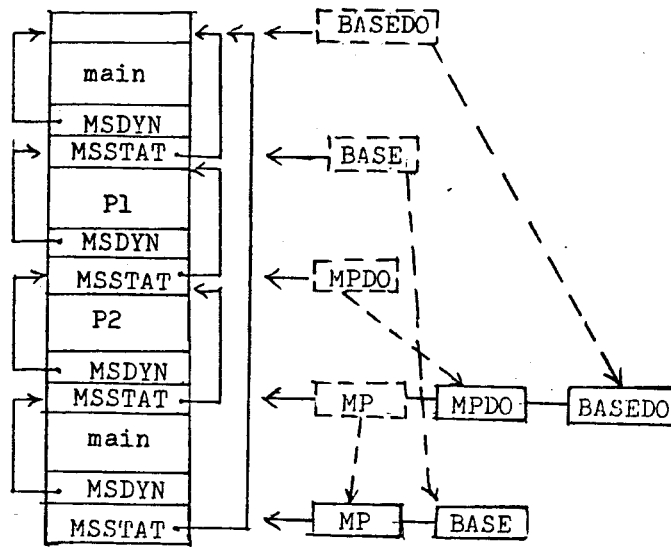 BASEDO
main
MSDYN
MSSTAT
BASE
P1
MSDYN
MSSTAT
MPDO
P2
MSDYN
MSSTAT
MP
MPDO
BASEDO
main
MSDYN
MSSTAT
MP
BASE